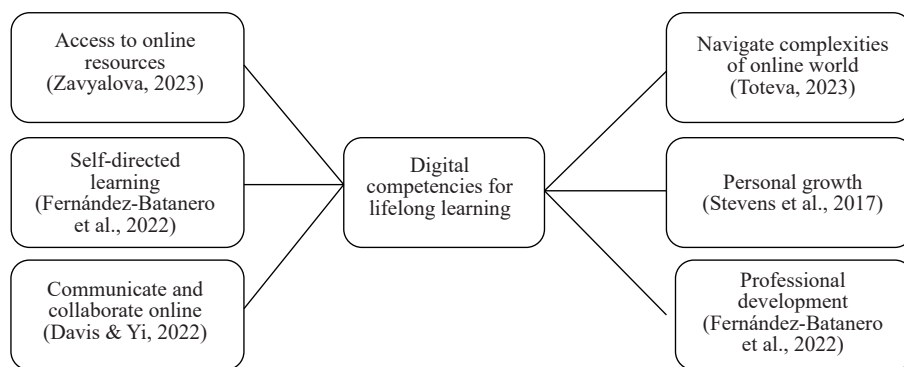 Access to online
resources
(Zavyalova, 2023)
Self-directed
learning
(Fernández-Batanero
et al., 2022)
Communicate and
collaborate online
(Davis & Yi, 2022)
Digital
competencies for
lifelong learning
Navigate complexities
of online world
(Toteva, 2023)
Personal growth
(Stevens et al., 2017)
Professional
development
(Fernández-Batanero
et al., 2022)